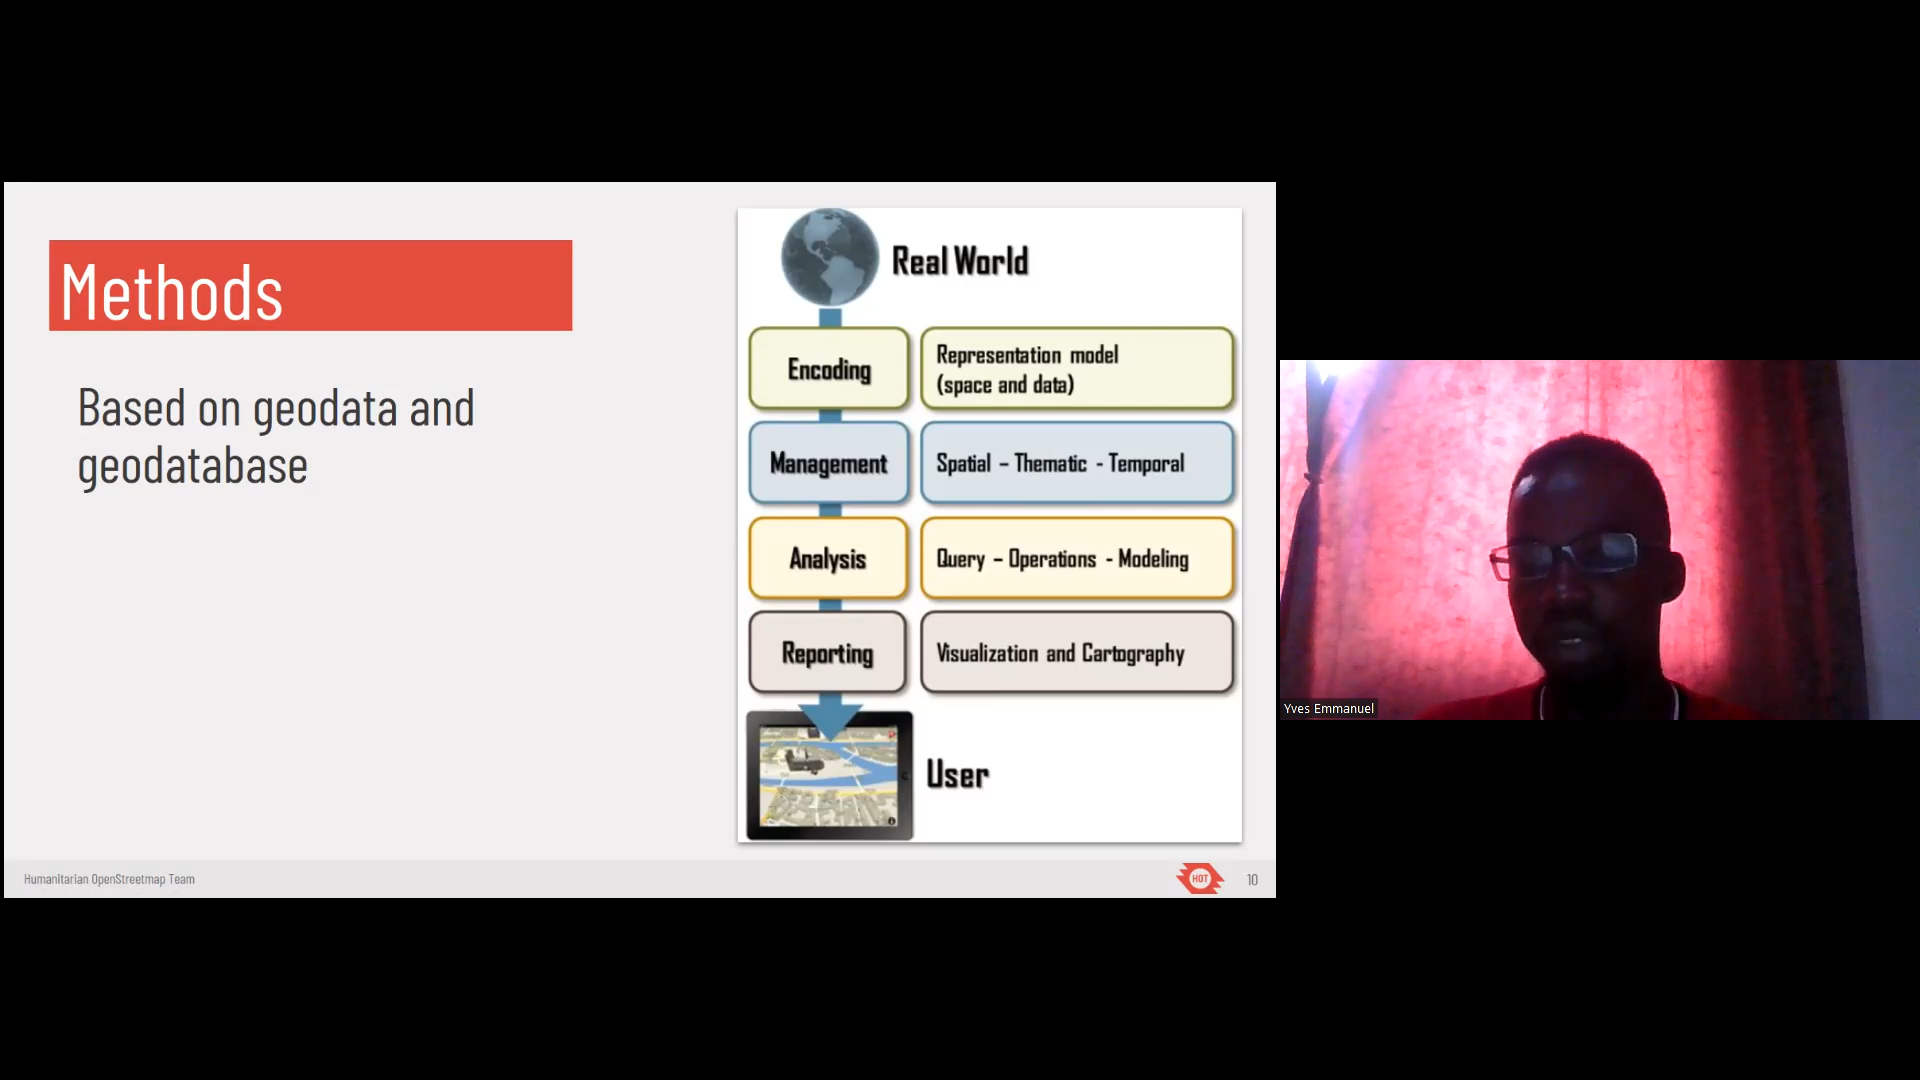 Methods
Based on geodata and
geodatabase
Real World
Encoding
Representation model
(space and data)
Management
Spatial – Thematic - Temporal
Analysis
Query – Operations - Modeling
Reporting
Visualization and Cartography
User
Humanitarian OpenStreetmap Team
HOT
10
Yves Emmanuel